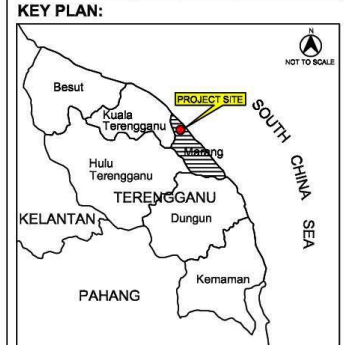 KEY PLAN:
N
NOT TO SCALE
Besut
PROJECT SITE
Kuala
Terengganu
SOUTH CHINA SEA
Marang
Hulu
Terengganu
TERENGGANU
KELANTAN
Dungun
Kemaman
PAHANG